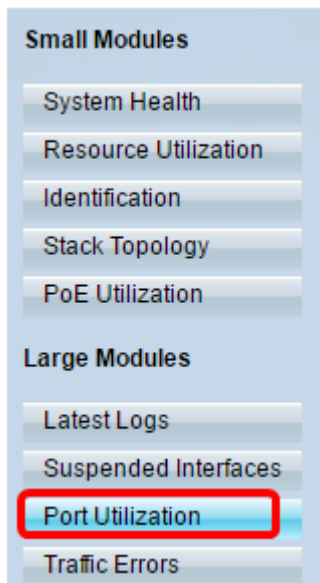 Small Modules
System Health
Resource Utilization
Identification
Stack Topology
PoE Utilization
Large Modules
Latest Logs
Suspended Interfaces
Port Utilization
Traffic Errors